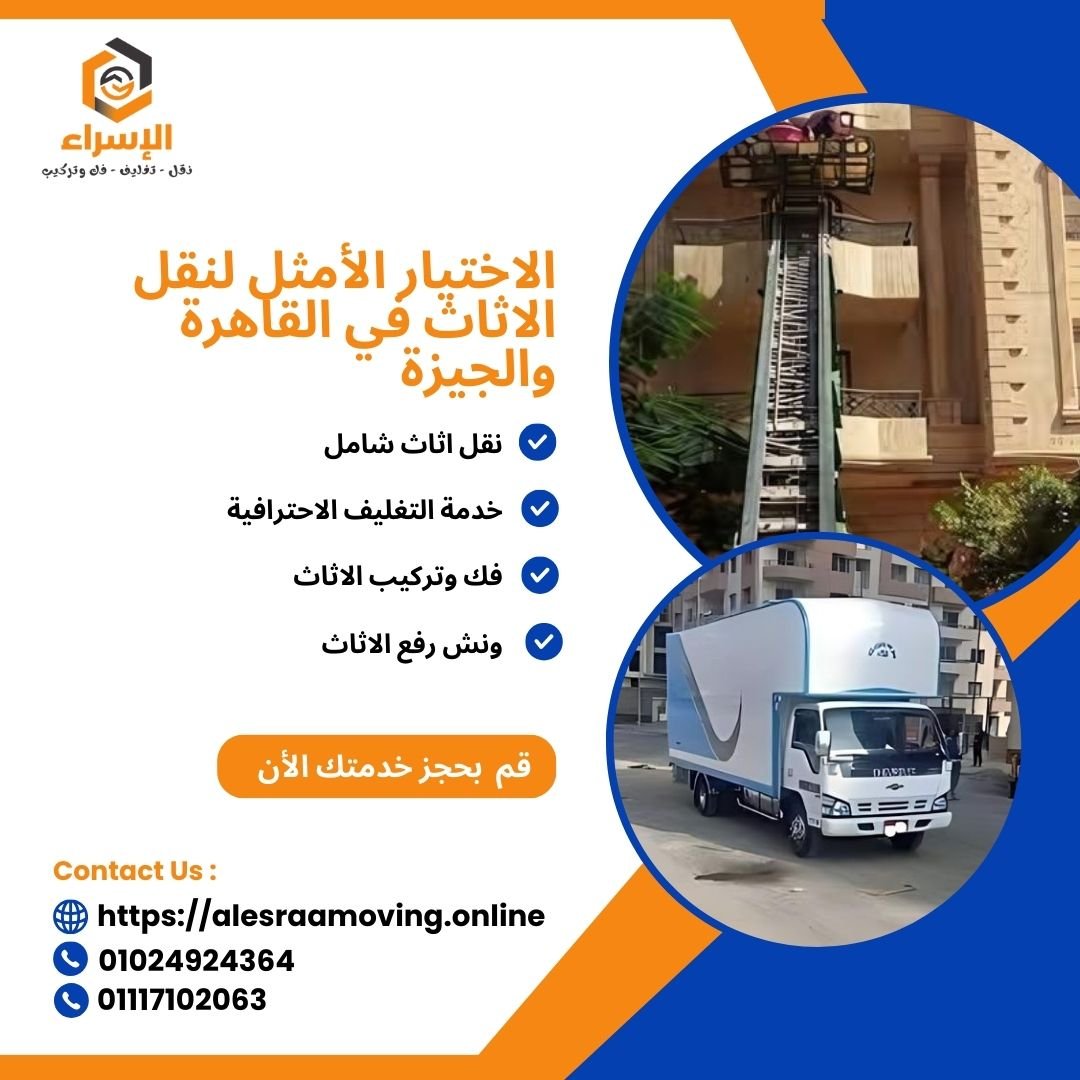 الإسراء
نقل - تغليف - فك وتركيب
الاختيار الأمثل لنقل
الاثاث في القاهرة
والجيزة
نقل اثاث شامل
خدمة التغليف الاحترافية
فك وتركيب الاثاث
ونش رفع الاثاث
قم بحجز خدمتك الأن
Contact Us :
https://alesraamoving.online
01024924364
01117102063